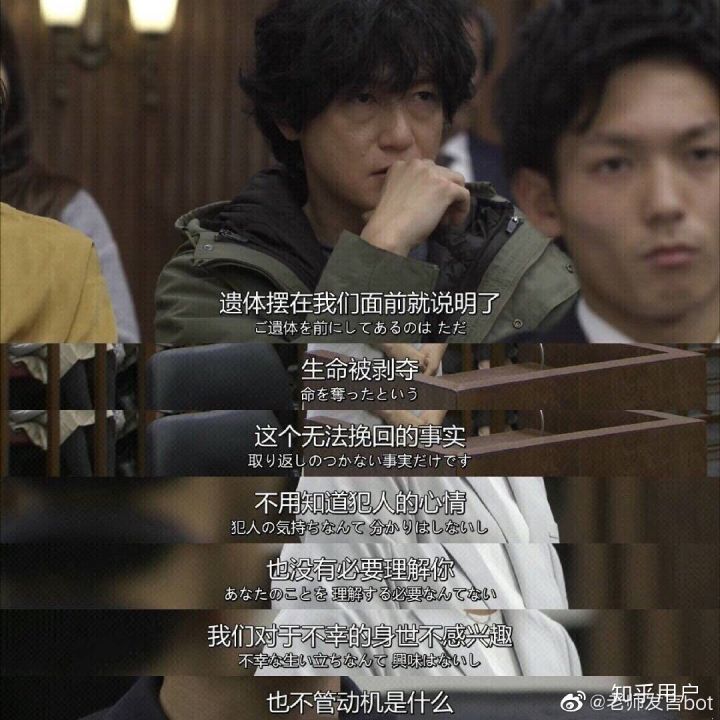 遗体摆在我们面前就说明了
ご遺体を前にしてあるのは ただ
生命被剥夺
命を奪ったという
这个无法挽回的事实
取り返しのつかない事実だけです
不用知道犯人的心情
犯人の気持ちなんて 分かりはしないし
也没有必要理解你
あなたのことを 理解する必要なんてない
我们对于不幸的身世不感兴趣
不幸な生い立ちなんて 興味はないし
也不管动机是什么
知乎用户
@老师发言bot